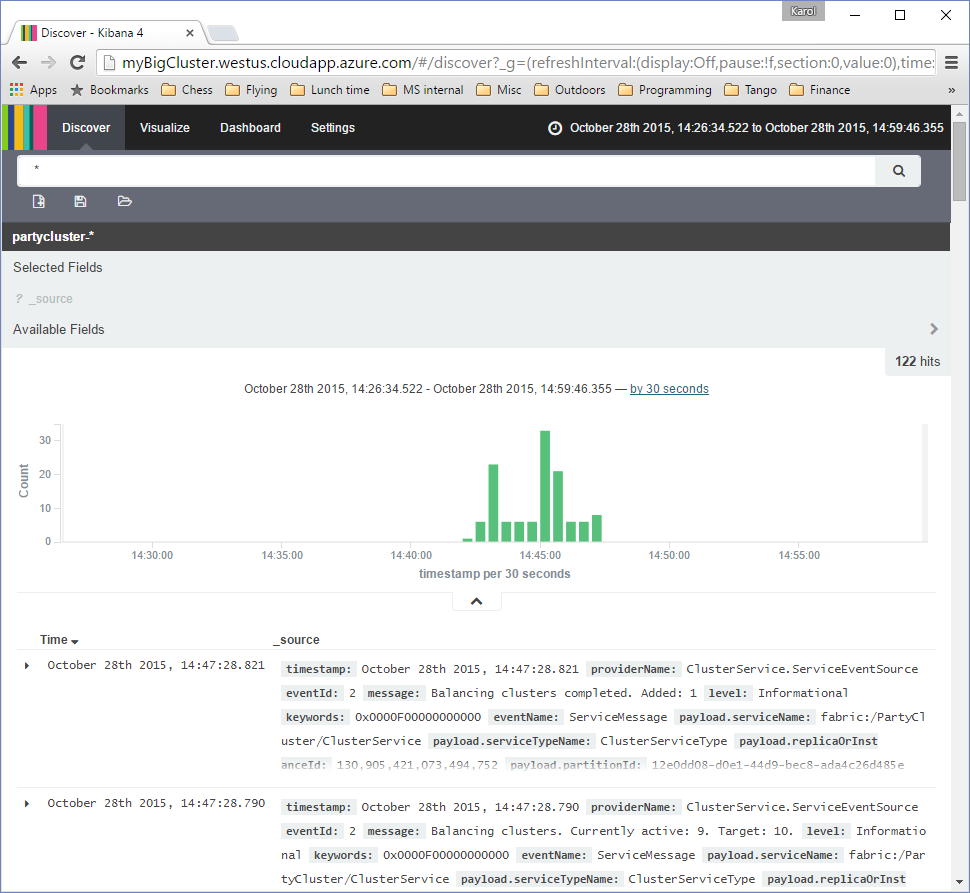 Karol
Discover - Kibana 4
myBigCluster.westus.cloudapp.azure.com/#/discover?_g=(refreshInterval:(display:Off,pause:!f,section:0,value:0),time:
Apps Bookmarks Chess Flying Lunch time MS internal Misc Outdoors Programming Tango Finance »
Discover Visualize Dashboard Settings October 28th 2015, 14:26:34.522 to October 28th 2015, 14:59:46.355
*
partycluster-*
Selected Fields
? _source
Available Fields
122 hits
October 28th 2015, 14:26:34.522 - October 28th 2015, 14:59:46.355 — by 30 seconds
Count
30
20
10
0
14:30:00 14:35:00 14:40:00 14:45:00 14:50:00 14:55:00
timestamp per 30 seconds
Time _source
October 28th 2015, 14:47:28.821 timestamp: October 28th 2015, 14:47:28.821 providerName: ClusterService.ServiceEventSource
eventId: 2 message: Balancing clusters completed. Added: 1 level: Informational
keywords: 0x0000F00000000000 eventName: ServiceMessage payload.serviceName: fabric:/PartyCl
uster/ClusterService payload.serviceTypeName: ClusterServiceType payload.replicaOrInst
anceId: 130,905,421,073,494,752 payload.partitionId: 12e0dd08-d0e1-44d9-bec8-ada4c26d485e
October 28th 2015, 14:47:28.790 timestamp: October 28th 2015, 14:47:28.790 providerName: ClusterService.ServiceEventSource
eventId: 2 message: Balancing clusters. Currently active: 9. Target: 10. level: Informatio
nal keywords: 0x0000F00000000000 eventName: ServiceMessage payload.serviceName: fabric:/Par
tyCluster/ClusterService payload.serviceTypeName: ClusterServiceType payload.replicaOrInst